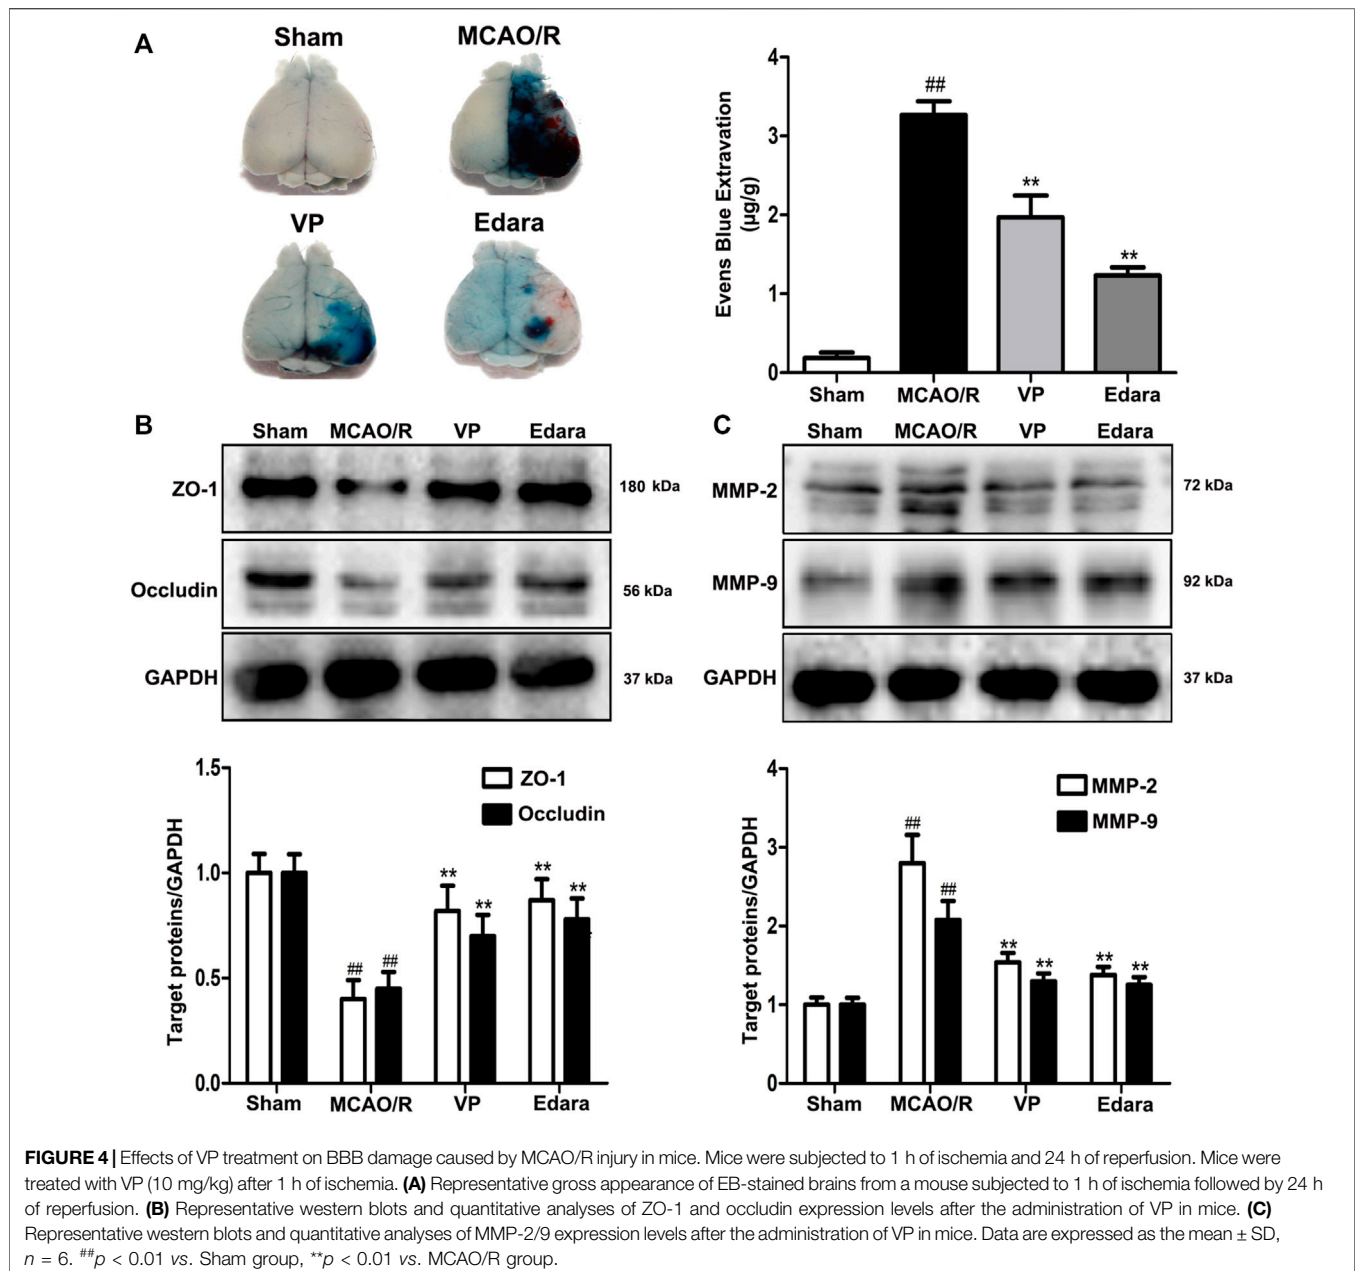 A
Sham
MCAO/R
VP
Edara
Evens Blue Extravation
(µg/g)
4
3
2
1
0
##
**
**
Sham
MCAO/R
VP
Edara
B
Sham
MCAO/R
VP
Edara
ZO-1
180 kDa
Occludin
56 kDa
GAPDH
37 kDa
C
Sham
MCAO/R
VP
Edara
MMP-2
72 kDa
MMP-9
92 kDa
GAPDH
37 kDa
Target proteins/GAPDH
1.5
1.0
0.5
0.0
ZO-1
Occludin
##
##
**
**
**
**
Sham
MCAO/R
VP
Edara
Target proteins/GAPDH
4
3
2
1
0
MMP-2
MMP-9
##
##
**
**
**
**
Sham
MCAO/R
VP
Edara
FIGURE 4 | Effects of VP treatment on BBB damage caused by MCAO/R injury in mice. Mice were subjected to 1 h of ischemia and 24 h of reperfusion. Mice were
treated with VP (10 mg/kg) after 1 h of ischemia. (A) Representative gross appearance of EB-stained brains from a mouse subjected to 1 h of ischemia followed by 24 h
of reperfusion. (B) Representative western blots and quantitative analyses of ZO-1 and occludin expression levels after the administration of VP in mice. (C)
Representative western blots and quantitative analyses of MMP-2/9 expression levels after the administration of VP in mice. Data are expressed as the mean ± SD,
n = 6. ##p < 0.01 vs. Sham group, **p < 0.01 vs. MCAO/R group.